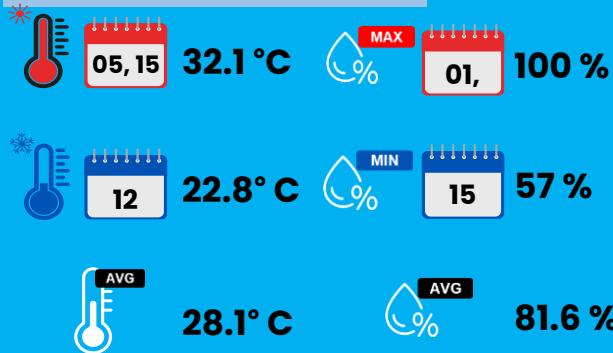 05, 15
32.1 °C
%
MAX
01,
100 %
12
22.8° C
%
MIN
15
57 %
AVG
28.1° C
%
AVG
81.6 %